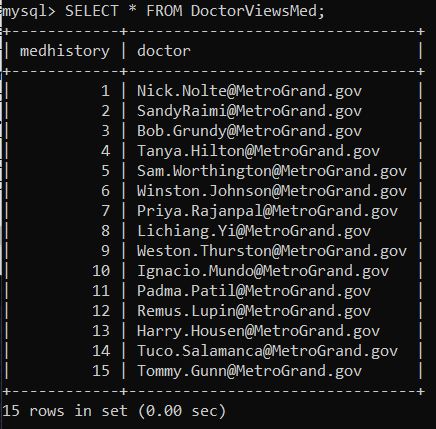 mysql> SELECT * FROM DoctorViewsMed;
+------------+-------------------------------+
| medhistory | doctor                        |
+------------+-------------------------------+
|          1 | Nick.Nolte@MetroGrand.gov     |
|          2 | SandyRaimi@MetroGrand.gov     |
|          3 | Bob.Grundy@MetroGrand.gov     |
|          4 | Tanya.Hilton@MetroGrand.gov   |
|          5 | Sam.Worthington@MetroGrand.gov |
|          6 | Winston.Johnson@MetroGrand.gov |
|          7 | Priya.Rajanpal@MetroGrand.gov |
|          8 | Lichiang.Yi@MetroGrand.gov    |
|          9 | Weston.Thurston@MetroGrand.gov |
|         10 | Ignacio.Mundo@MetroGrand.gov  |
|         11 | Padma.Patil@MetroGrand.gov    |
|         12 | Remus.Lupin@MetroGrand.gov    |
|         13 | Harry.Housen@MetroGrand.gov   |
|         14 | Tuco.Salamanca@MetroGrand.gov |
|         15 | Tommy.Gunn@MetroGrand.gov     |
+------------+-------------------------------+
15 rows in set (0.00 sec)